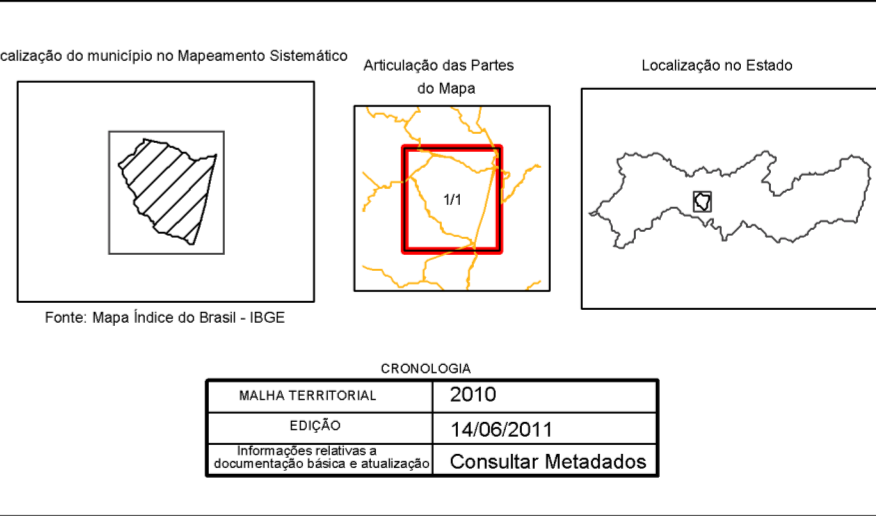 calização do município no Mapeamento Sistemático
Articulação das Partes
do Mapa
Localização no Estado
1/1
Fonte: Mapa Índice do Brasil - IBGE
CRONOLOGIA
MALHA TERRITORIAL
2010
EDIÇÃO
14/06/2011
Informações relativas a
documentação básica e atualização
Consultar Metadados